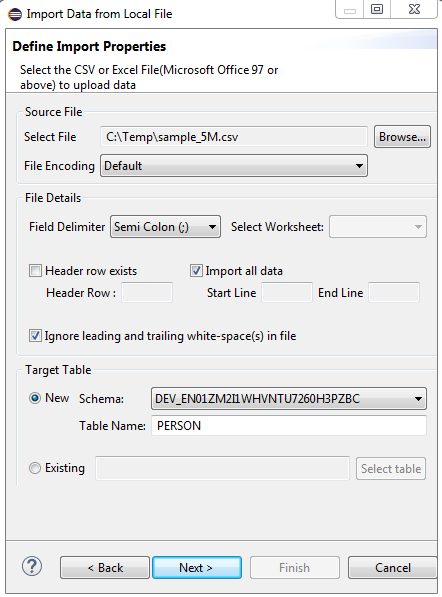 Import Data from Local File
Define Import Properties
Select the CSV or Excel File(Microsoft Office 97 or
above) to upload data
Source File
Select File C:\Temp\sample_5M.csv Browse...
File Encoding Default
File Details
Field Delimiter Semi Colon (;) Select Worksheet:
Header row exists Import all data
Header Row : Start Line End Line
Ignore leading and trailing white-space(s) in file
Target Table
New Schema: DEV_EN01ZM2I1WHVNTU7260H3PZBC
Table Name: PERSON
Existing Select table
? < Back Next > Finish Cancel